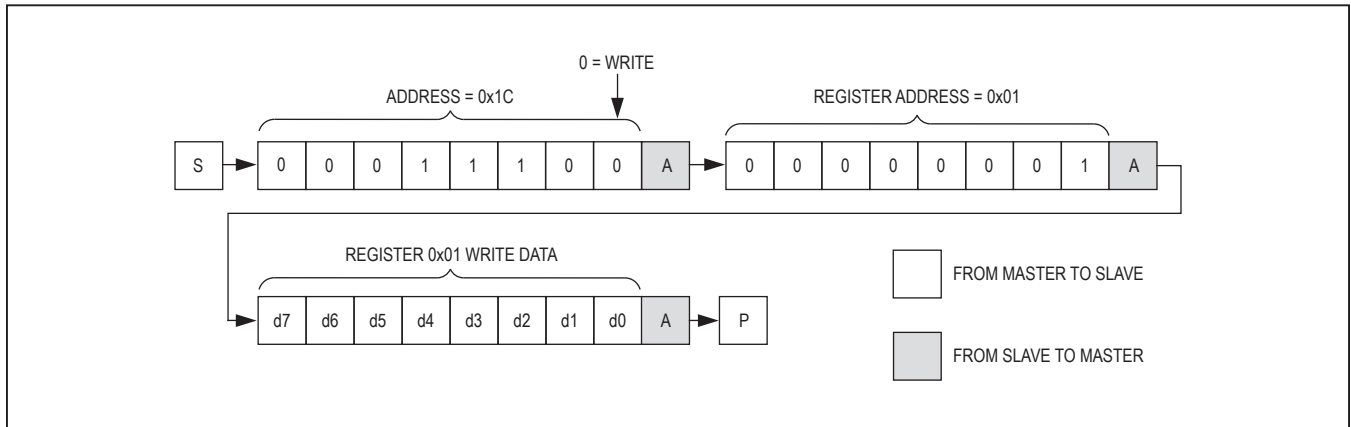 0 = WRITE
ADDRESS = 0x1C REGISTER ADDRESS = 0x01
S 0 0 0 1 1 1 0 0 A 0 0 0 0 0 0 0 1 A
REGISTER 0x01 WRITE DATA
FROM MASTER TO SLAVE
d7 d6 d5 d4 d3 d2 d1 d0 A P
FROM SLAVE TO MASTER